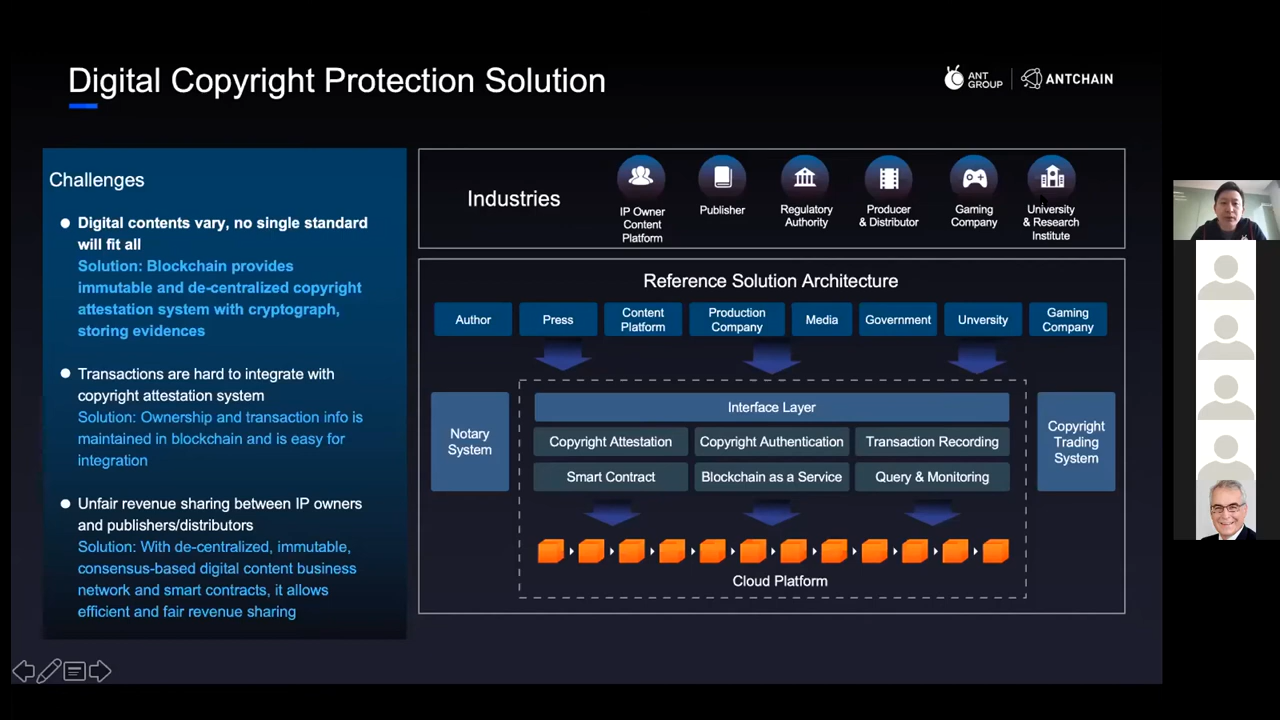 Digital Copyright Protection Solution
ANT
GROUP
ANTCHAIN
Challenges
Digital contents vary, no single standard
will fit all
Solution: Blockchain provides
immutable and de-centralized copyright
attestation system with cryptograph,
storing evidences
Transactions are hard to integrate with
copyright attestation system
Solution: Ownership and transaction info is
maintained in blockchain and is easy for
integration
Unfair revenue sharing between IP owners
and publishers/distributors
Solution: With de-centralized, immutable,
consensus-based digital content business
network and smart contracts, it allows
efficient and fair revenue sharing
Industries
IP Owner
Content
Platform
Publisher
Regulatory
Authority
Producer
& Distributor
Gaming
Company
University
& Research
Institute
Reference Solution Architecture
Author
Press
Content
Platform
Production
Company
Media
Government
Unversity
Gaming
Company
Notary
System
Interface Layer
Copyright Attestation
Copyright Authentication
Transaction Recording
Smart Contract
Blockchain as a Service
Query & Monitoring
Copyright
Trading
System
Cloud Platform